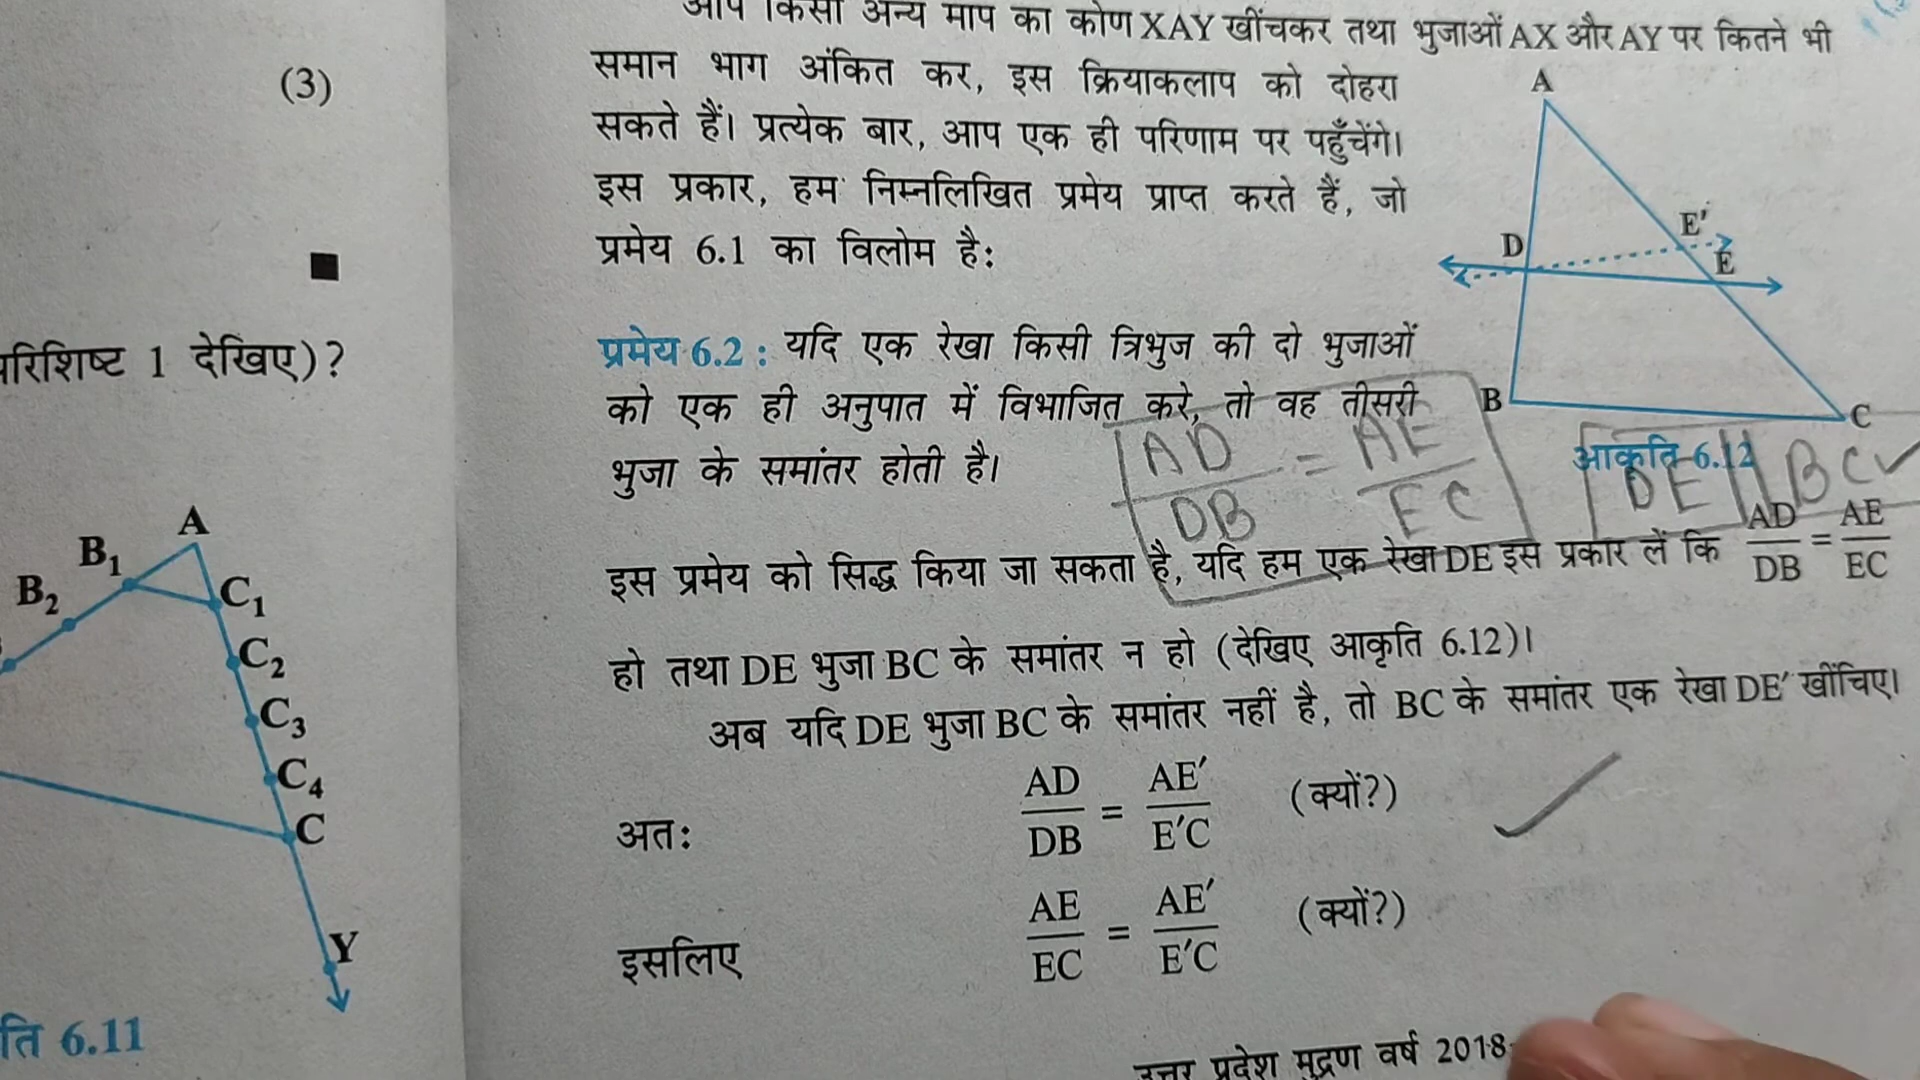 (3)
■
परिशिष्ट 1 देखिए)?
A
B₁
B₂
C₁
C₂
C₃
C₄
C
Y
ति 6.11
आप किसी अन्य माप का कोण XAY खींचकर तथा भुजाओं AX और AY पर कितने भी
समान भाग अंकित कर, इस क्रियाकलाप को दोहरा
सकते हैं। प्रत्येक बार, आप एक ही परिणाम पर पहुँचेंगे।
इस प्रकार, हम निम्नलिखित प्रमेय प्राप्त करते हैं, जो
प्रमेय 6.1 का विलोम है:
A
D
E′
E
B
C
आकृति 6.12
प्रमेय 6.2 : यदि एक रेखा किसी त्रिभुज की दो भुजाओं
को एक ही अनुपात में विभाजित करे, तो वह तीसरी
भुजा के समांतर होती है।
AD/DB = AE/EC
DE || BC ✓
इस प्रमेय को सिद्ध किया जा सकता है, यदि हम एक रेखा DE इस प्रकार लें कि AD/DB = AE/EC
हो तथा DE भुजा BC के समांतर न हो (देखिए आकृति 6.12)।
अब यदि DE भुजा BC के समांतर नहीं है, तो BC के समांतर एक रेखा DE′ खींचिए।
अतः AD/DB = AE′/E′C (क्यों?)
इसलिए AE/EC = AE′/E′C (क्यों?)
उत्तर प्रदेश मुद्रण वर्ष 2018